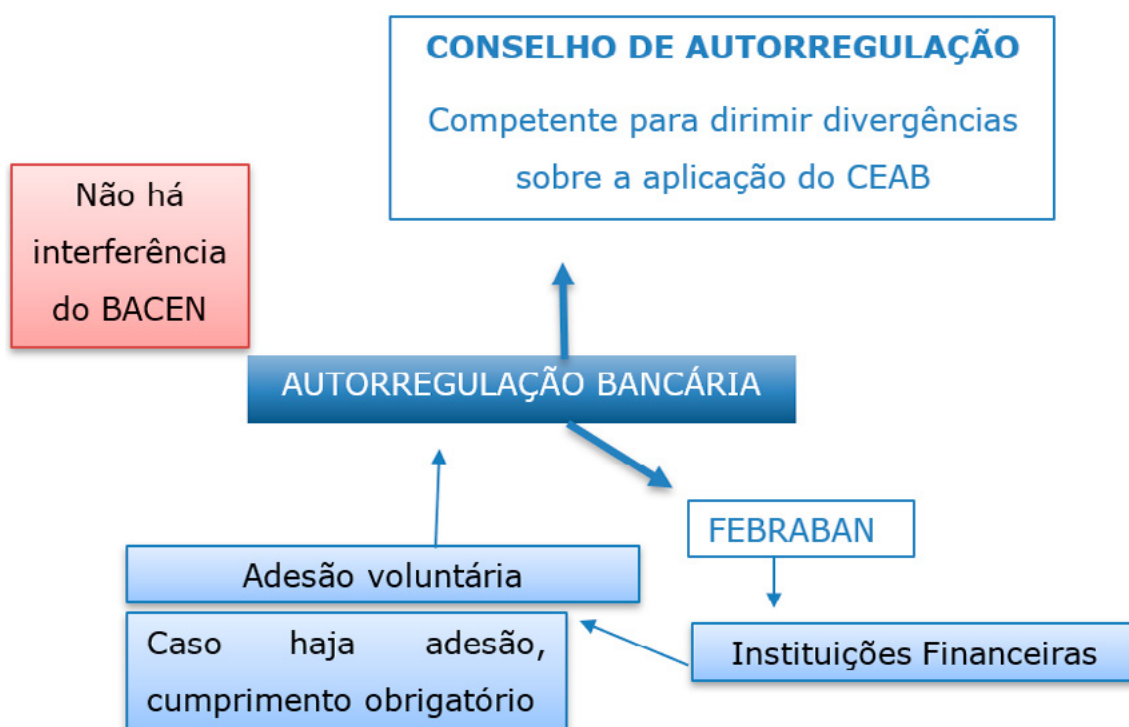 CONSELHO DE AUTORREGULAÇÃO
Competente para dirimir divergências
sobre a aplicação do CEAB
Não há
interferência
do BACEN
AUTORREGULAÇÃO BANCÁRIA
FEBRABAN
Adesão voluntária
Caso haja adesão,
cumprimento obrigatório
Instituições Financeiras